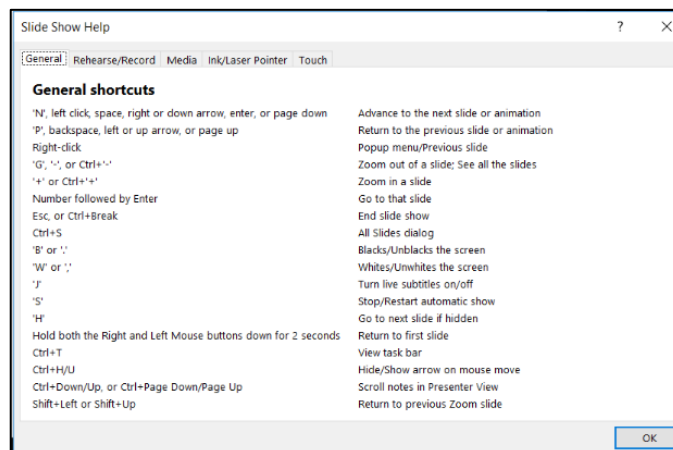 Slide Show Help ? ×
General Rehearse/Record Media Ink/Laser Pointer Touch
General shortcuts
'N', left click, space, right or down arrow, enter, or page down Advance to the next slide or animation
'P', backspace, left or up arrow, or page up Return to the previous slide or animation
Right-click Popup menu/Previous slide
'G', '-', or Ctrl+'-' Zoom out of a slide; See all the slides
'+' or Ctrl+'+' Zoom in a slide
Number followed by Enter Go to that slide
Esc, or Ctrl+Break End slide show
Ctrl+S All Slides dialog
'B' or '.' Blacks/Unblacks the screen
'W' or ',' Whites/Unwhites the screen
'J' Turn live subtitles on/off
'S' Stop/Restart automatic show
'H' Go to next slide if hidden
Hold both the Right and Left Mouse buttons down for 2 seconds Return to first slide
Ctrl+T View task bar
Ctrl+H/U Hide/Show arrow on mouse move
Ctrl+Down/Up, or Ctrl+Page Down/Page Up Scroll notes in Presenter View
Shift+Left or Shift+Up Return to previous Zoom slide
OK